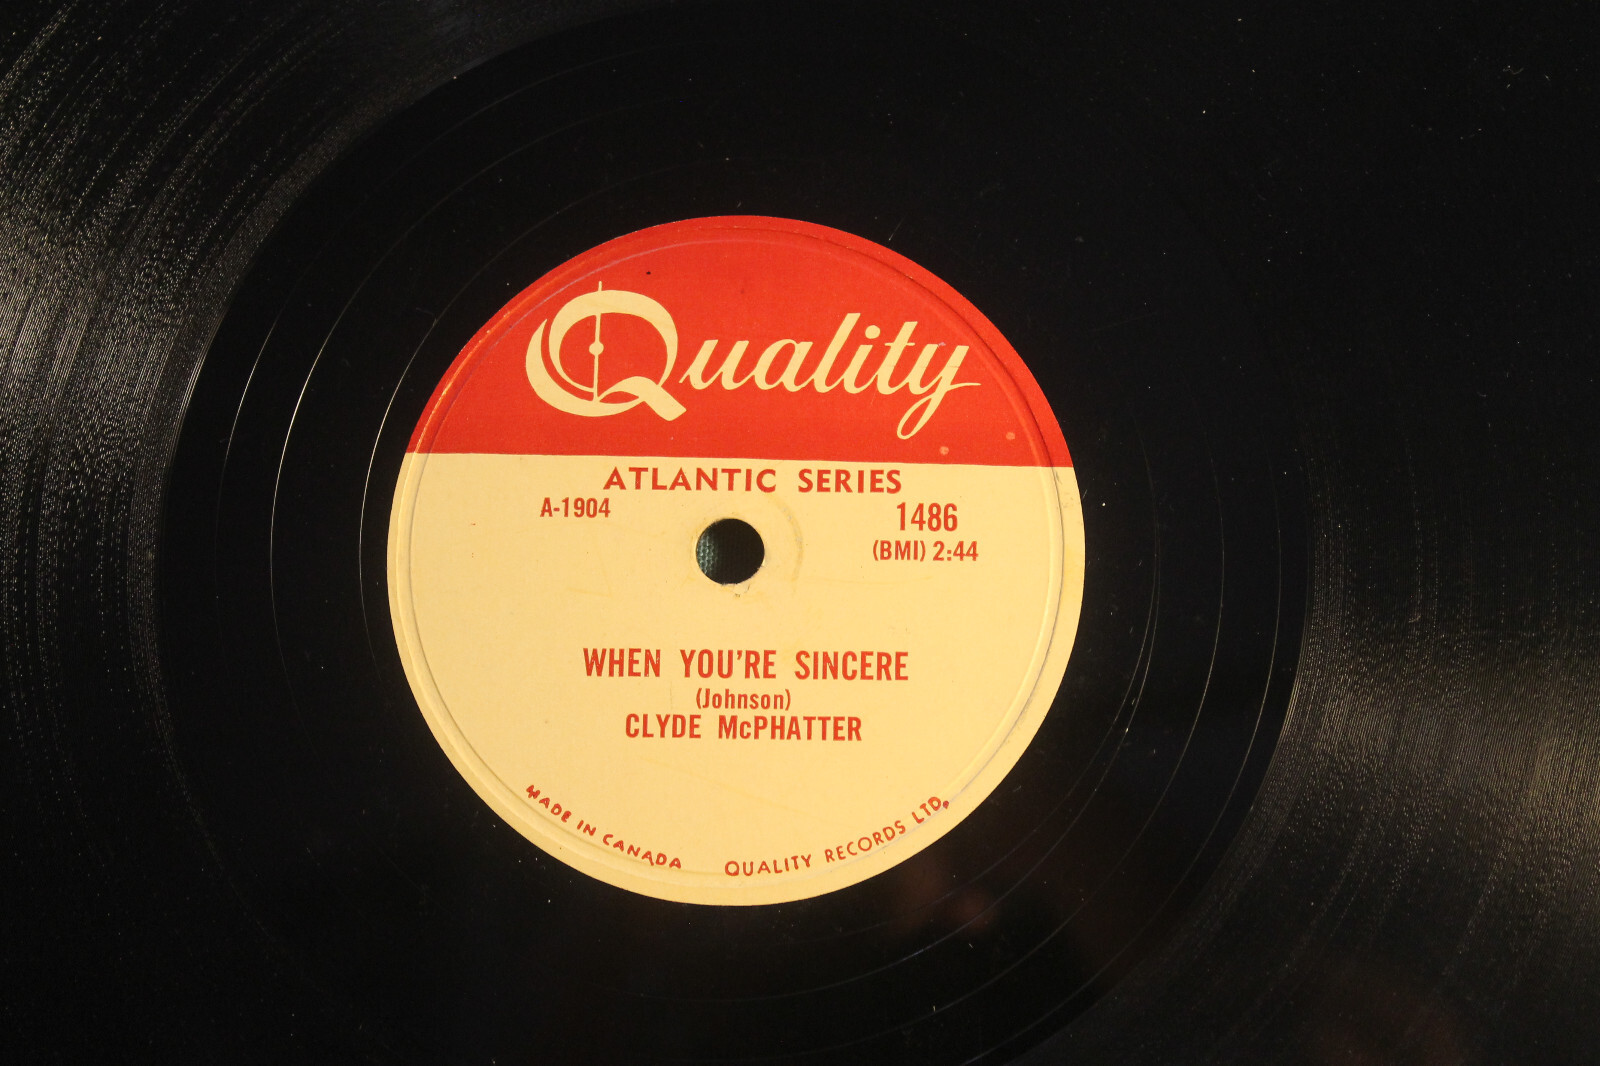 Quality
ATLANTIC SERIES
A-1904
1486
(BMI) 2:44
WHEN YOU'RE SINCERE
(Johnson)
CLYDE McPHATTER
MADE IN CANADA
QUALITY RECORDS LTD.